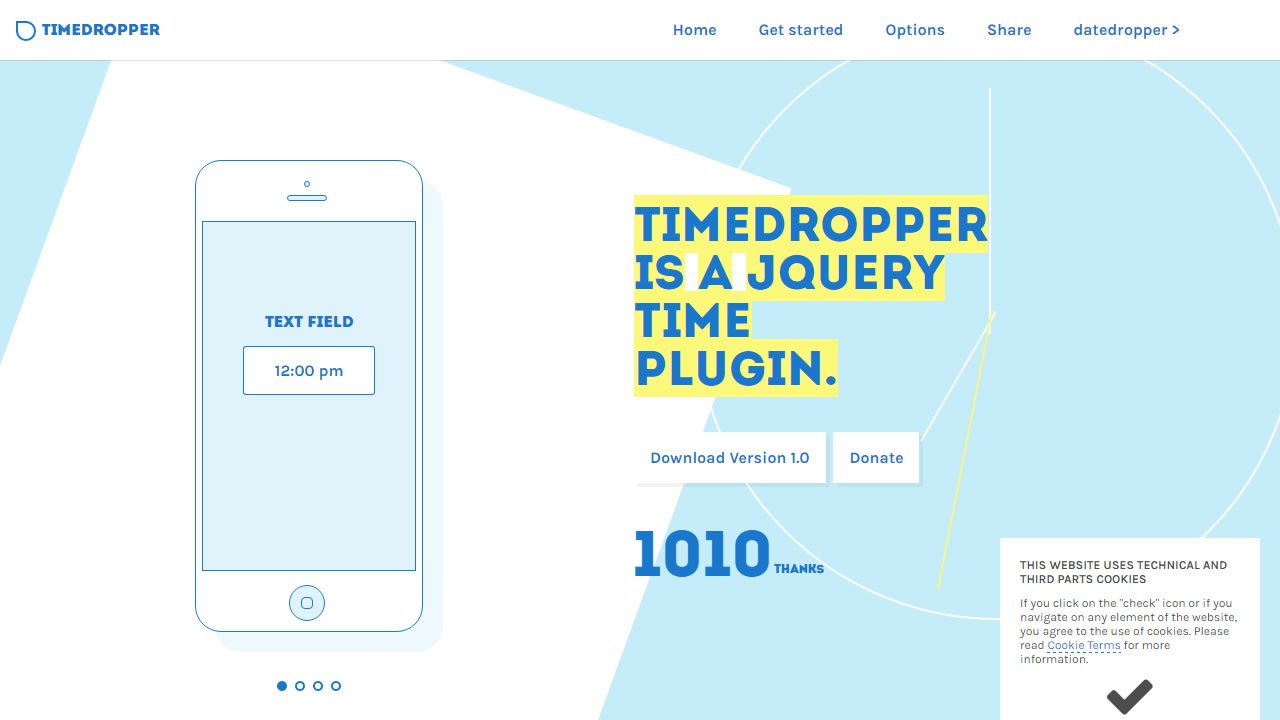 TIMEDROPPER
Home Get started Options Share datedropper >
TEXT FIELD
12:00 pm
TIMEDROPPER
IS A JQUERY
TIME
PLUGIN.
Download Version 1.0 Donate
1010 THANKS
THIS WEBSITE USES TECHNICAL AND
THIRD PARTS COOKIES
If you click on the "check" icon or if you
navigate on any element of the website,
you agree to the use of cookies. Please
read Cookie Terms for more
information.